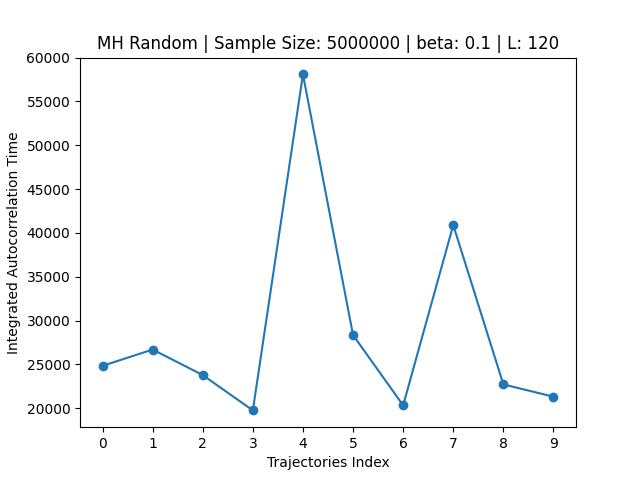 MH Random | Sample Size: 5000000 | beta: 0.1 | L: 120
60000
55000
50000
45000
40000
35000
30000
25000
20000
Integrated Autocorrelation Time
0 1 2 3 4 5 6 7 8 9
Trajectories Index